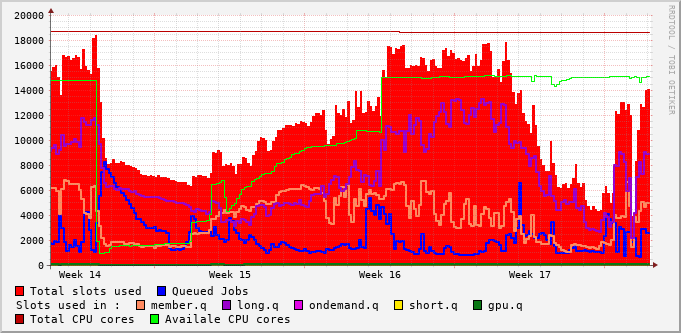 20000
18000
16000
14000
12000
10000
8000
6000
4000
2000
0
Week 14 Week 15 Week 16 Week 17
Total slots used Queued Jobs
Slots used in : member.q long.q ondemand.q short.q gpu.q
Total CPU cores Availale CPU cores
RRDTOOL / TOBI OETIKER